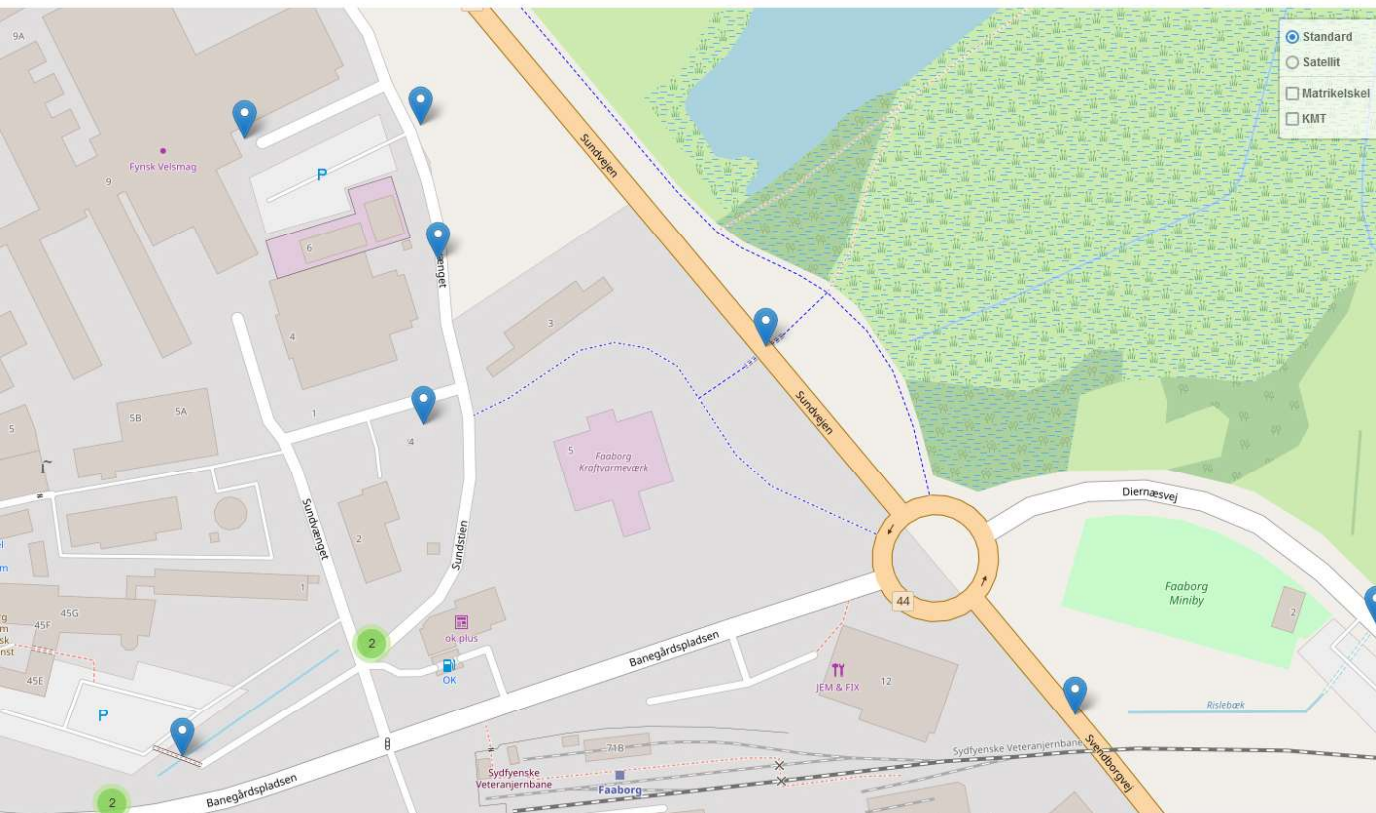 9A
Standard
Satellit
Matrikelskel
KMT
Sundvejen
Fynsk Velsmag
P
9
6
ænget
3
4
1
5B
5A
5
4
Sundvejen
5
Faaborg
Kraftvarmeværk
Diernæsvej
Sundvænget
Sundstien
2
1
Faaborg
Miniby
2
44
45G
45F
45E
2
ok plus
OK
Banegårdspladsen
JEM & FIX
12
P
Rislebæk
71B
Sydfyenske Veteranjernbane
Svendborgvej
Sydfyenske
Veteranjernbane
Faaborg
Banegårdspladsen
2